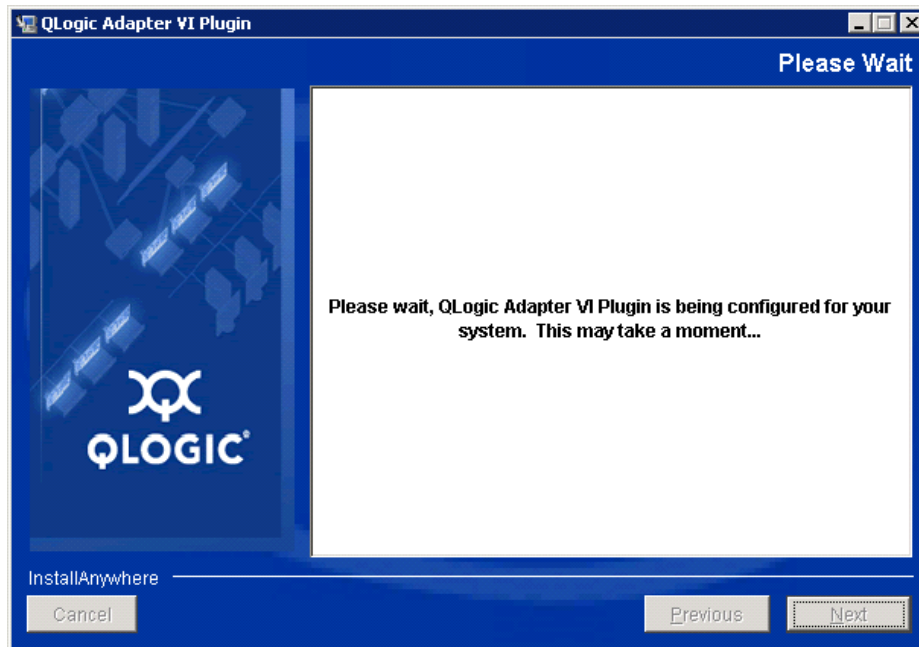 QLogic Adapter VI Plugin
Please Wait
Please wait, QLogic Adapter VI Plugin is being configured for your
system. This may take a moment...
QLOGIC®
InstallAnywhere
Cancel
Previous
Next